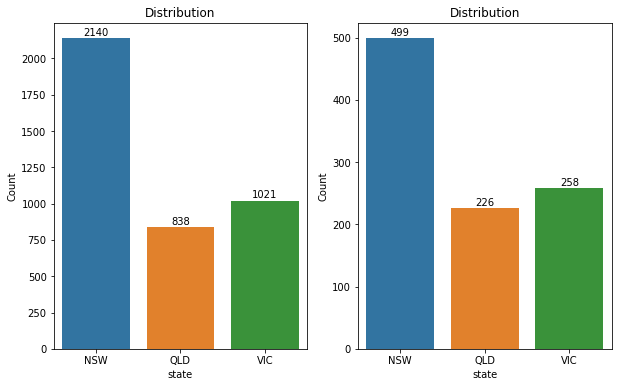 Distribution
Count
2000
1750
1500
1250
1000
750
500
250
0
2140
838
1021
NSW QLD VIC
state
Distribution
Count
500
400
300
200
100
0
499
226
258
NSW QLD VIC
state